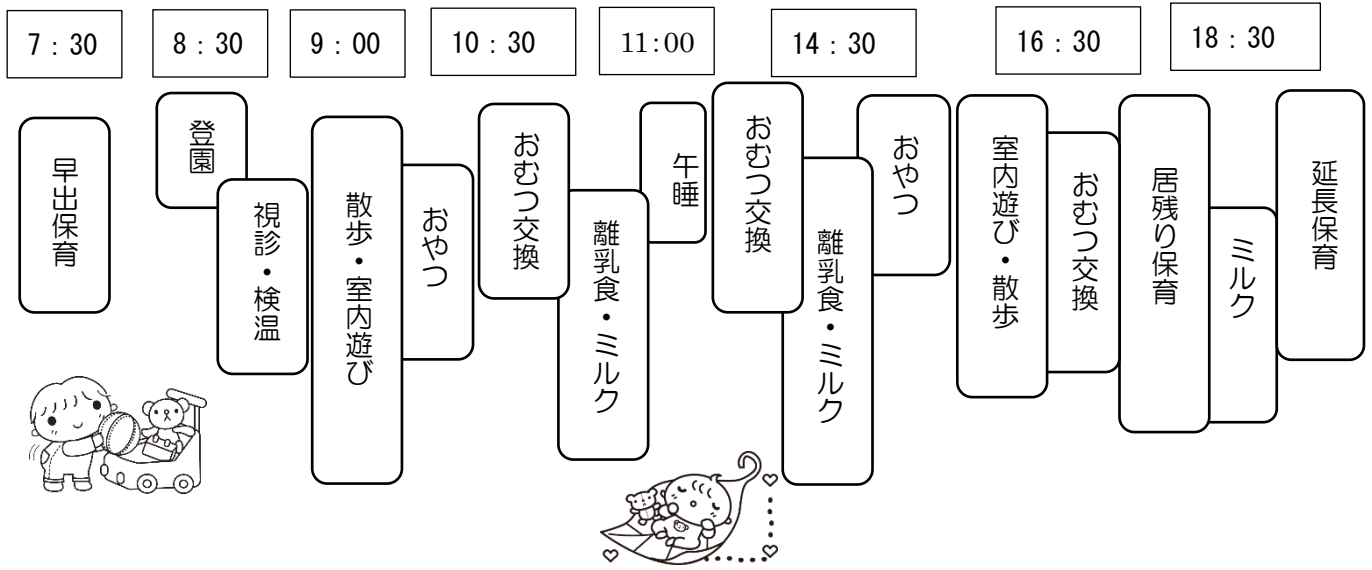 7：30
8：30
9：00
10：30
11:00
14：30
16：30
18：30
早出保育
登園
視診・検温
散歩・室内遊び
おやつ
おむつ交換
離乳食・ミルク
午睡
おむつ交換
離乳食・ミルク
おやつ
室内遊び・散歩
おむつ交換
居残り保育
ミルク
延長保育